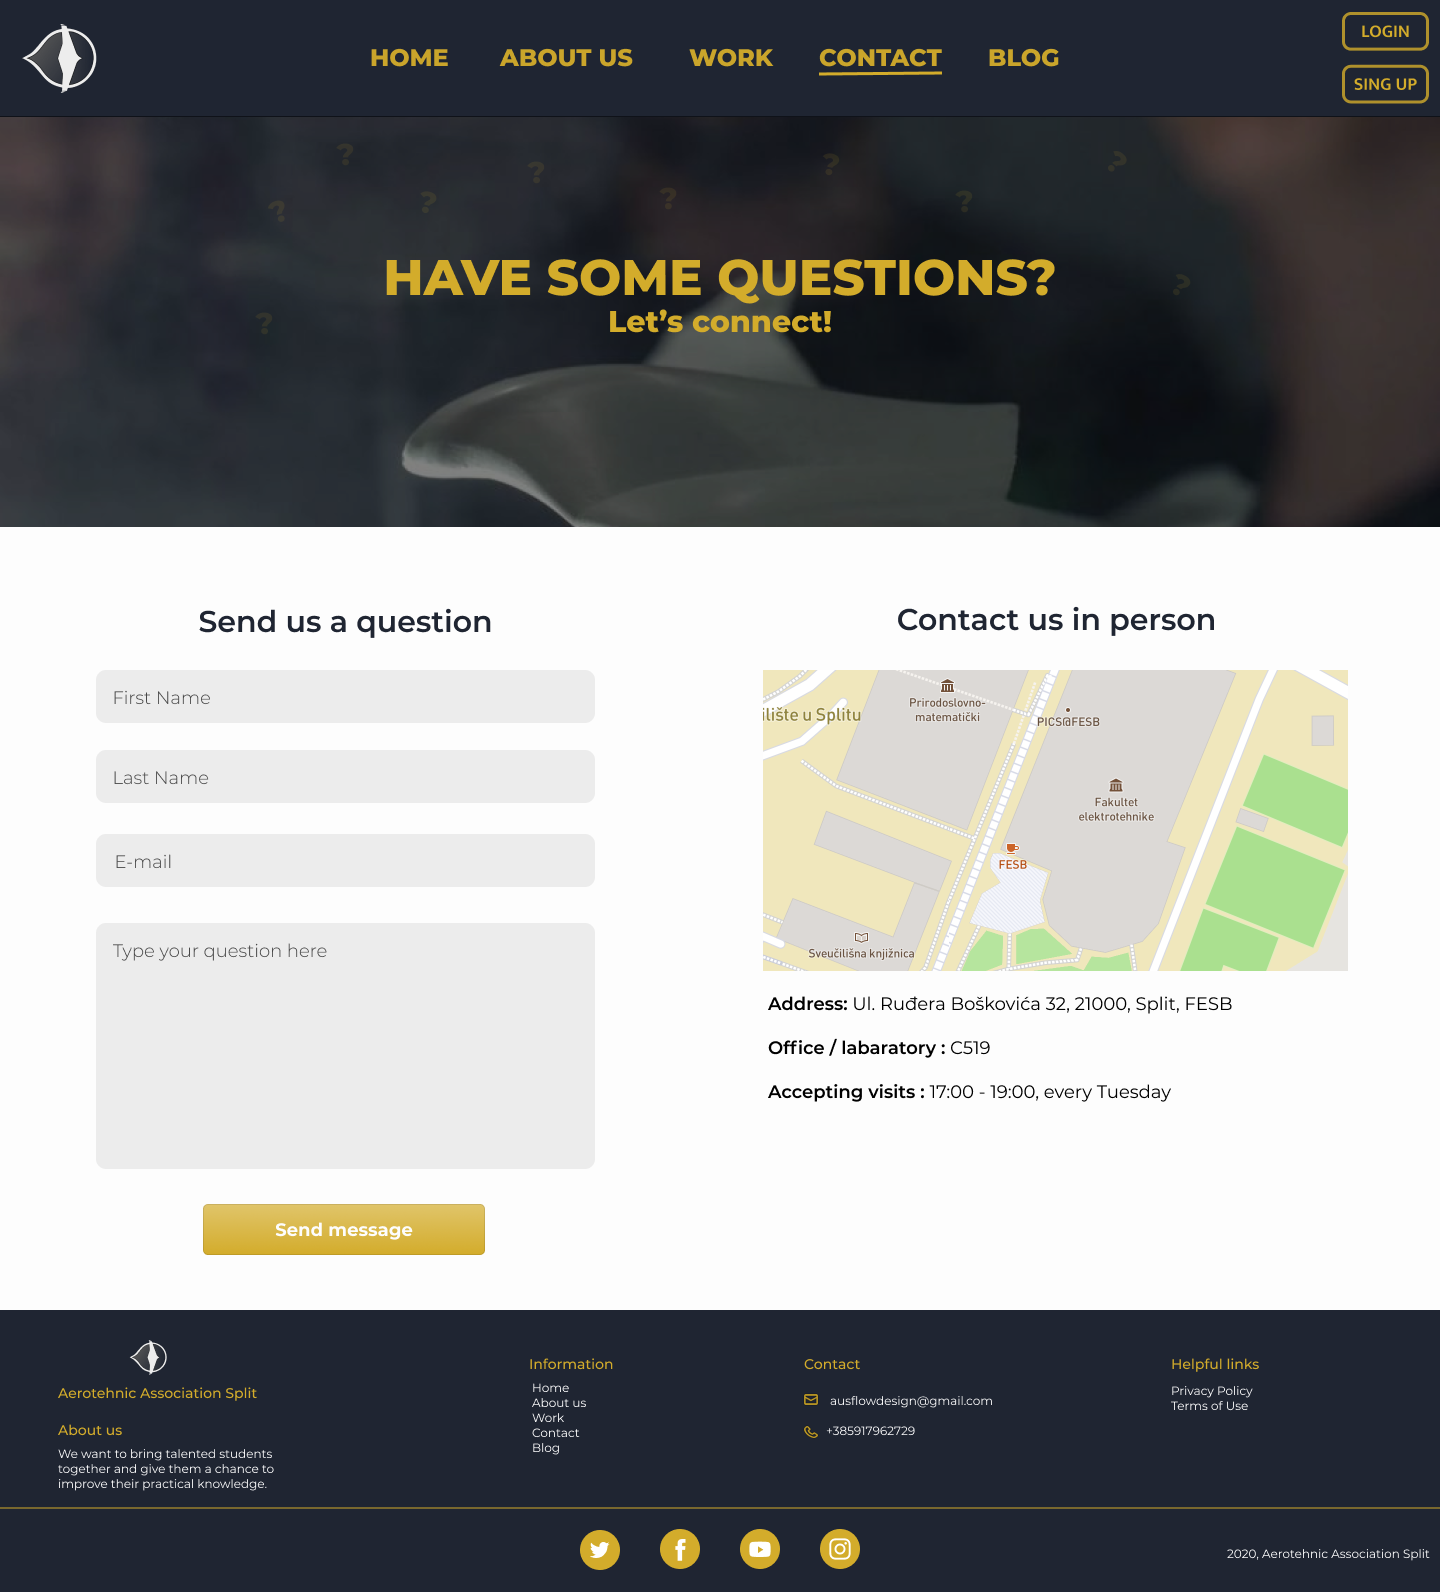 HOME ABOUT US WORK CONTACT BLOG
LOGIN
SING UP
? ? ? ? ? ? ? ? ? ? ?
HAVE SOME QUESTIONS?
Let's connect!
Send us a question
First Name
Last Name
E-mail
Type your question here
Send message
Contact us in person
ilište u Splitu
Prirodoslovno-
matematički
PICS@FESB
Fakultet
elektrotehnike
FESB
Sveučilišna knjižnica
Address: Ul. Ruđera Boškovića 32, 21000, Split, FESB
Office / labaratory : C519
Accepting visits : 17:00 - 19:00, every Tuesday
Aerotehnic Association Split
About us
We want to bring talented students
together and give them a chance to
improve their practical knowledge.
Information
Home
About us
Work
Contact
Blog
Contact
ausflowdesign@gmail.com
+385917962729
Helpful links
Privacy Policy
Terms of Use
2020, Aerotehnic Association Split